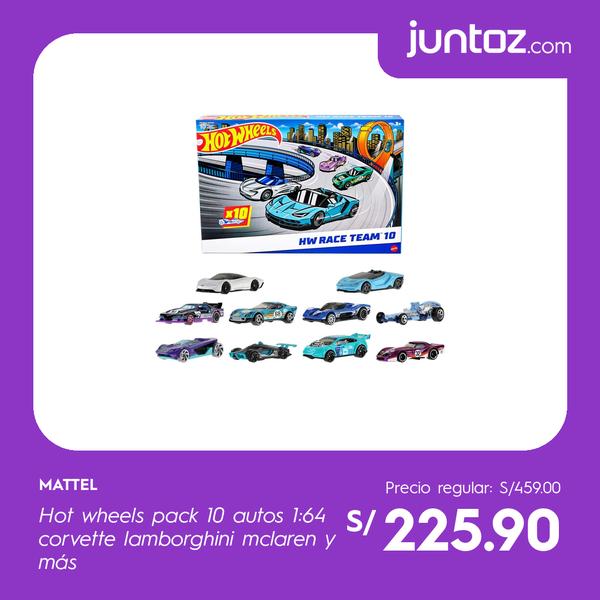 juntoz.com
HOT WHEELS
x10
HW RACE TEAM 10
MATTEL
Precio regular: S/459.00
Hot wheels pack 10 autos 1:64
corvette lamborghini mclaren y
más
S/ 225.90